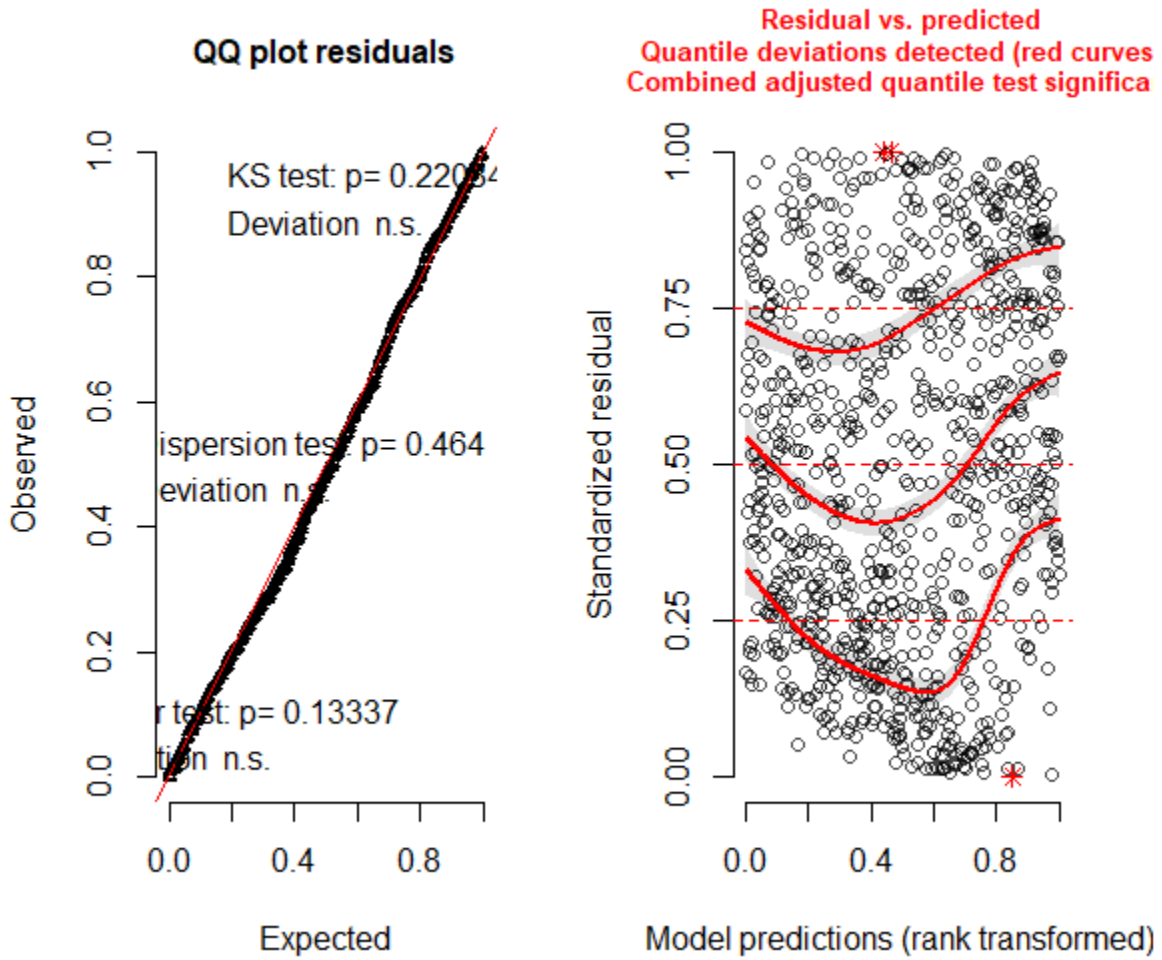 QQ plot residuals
KS test: p= 0.22034
Deviation n.s.
ispersion test: p= 0.464
eviation n.s.
r test: p= 0.13337
tion n.s.
Observed
1.0
0.8
0.6
0.4
0.2
0.0
0.0 0.4 0.8
Expected
Residual vs. predicted
Quantile deviations detected (red curves
Combined adjusted quantile test significa
Standardized residual
1.00
0.75
0.50
0.25
0.00
0.0 0.4 0.8
Model predictions (rank transformed)